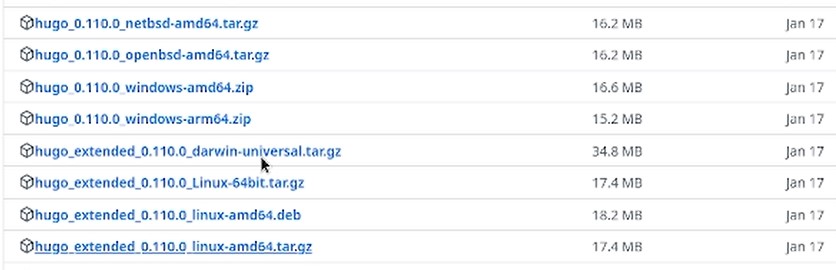 hugo_0.110.0_netbsd-amd64.tar.gz 16.2 MB Jan 17
hugo_0.110.0_openbsd-amd64.tar.gz 16.2 MB Jan 17
hugo_0.110.0_windows-amd64.zip 16.6 MB Jan 17
hugo_0.110.0_windows-arm64.zip 15.2 MB Jan 17
hugo_extended_0.110.0_darwin-universal.tar.gz 34.8 MB Jan 17
hugo_extended_0.110.0_Linux-64bit.tar.gz 17.4 MB Jan 17
hugo_extended_0.110.0_linux-amd64.deb 18.2 MB Jan 17
hugo_extended_0.110.0_linux-amd64.tar.gz 17.4 MB Jan 17